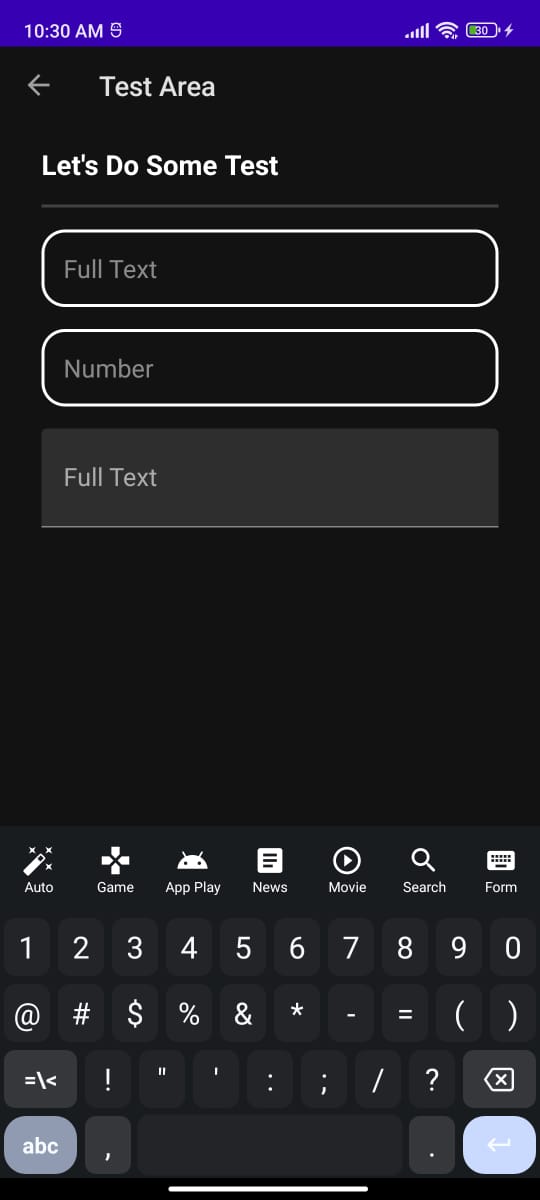 10:30 AM
30
Test Area
Let's Do Some Test
Full Text
Number
Full Text
Auto Game App Play News Movie Search Form
1 2 3 4 5 6 7 8 9 0
@ # $ % & * - = ( )
=\< ! " ' : ; / ?
abc , .